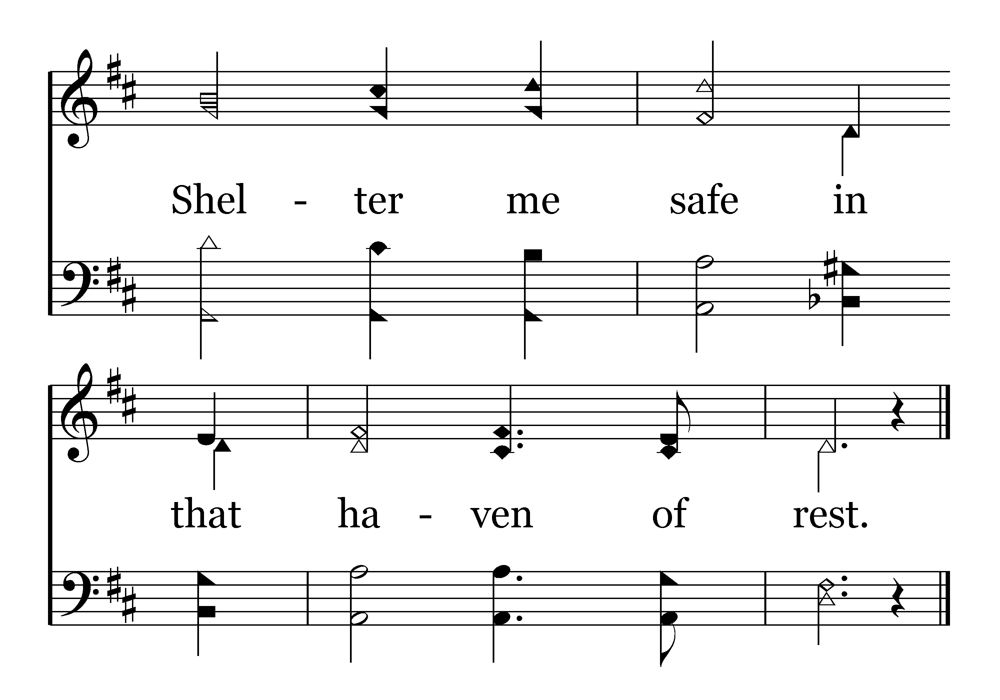 Shel - ter me safe in
that ha - ven of rest.